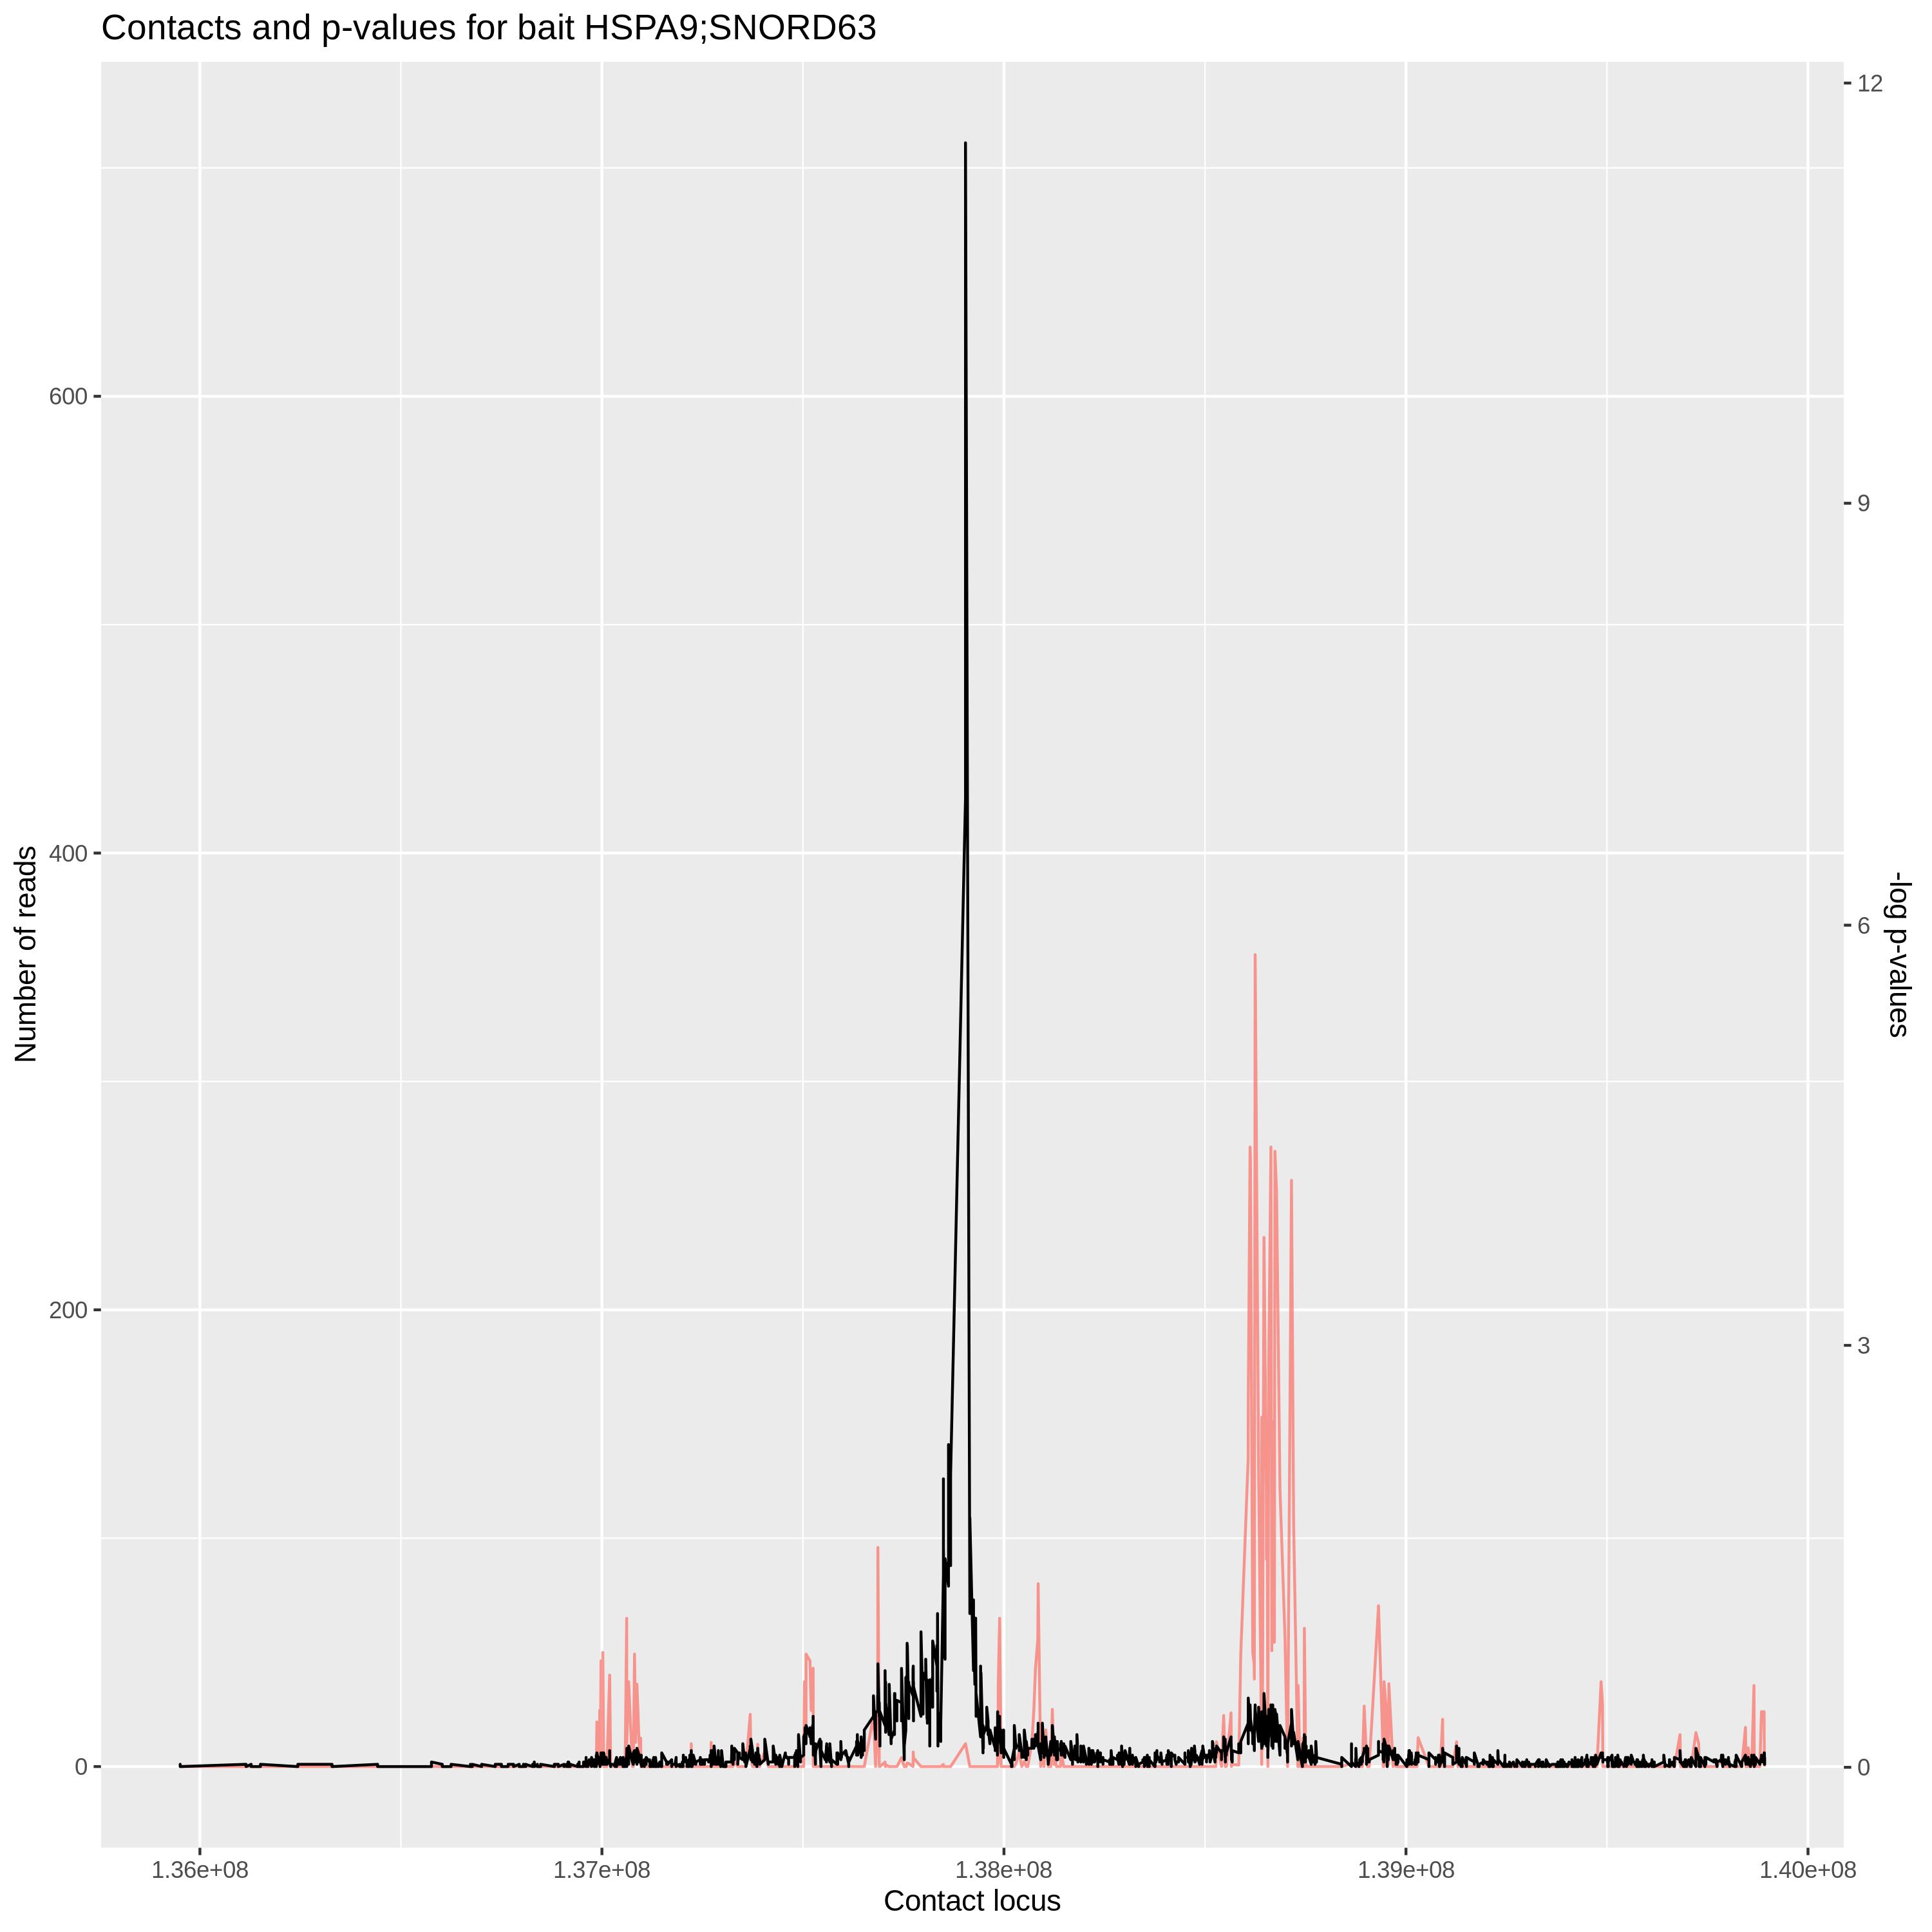 Contacts and p-values for bait HSPA9;SNORD63
12
9
6
3
0
-log p-values
600
400
200
0
Number of reads
1.36e+08
1.37e+08
1.38e+08
1.39e+08
1.40e+08
Contact locus